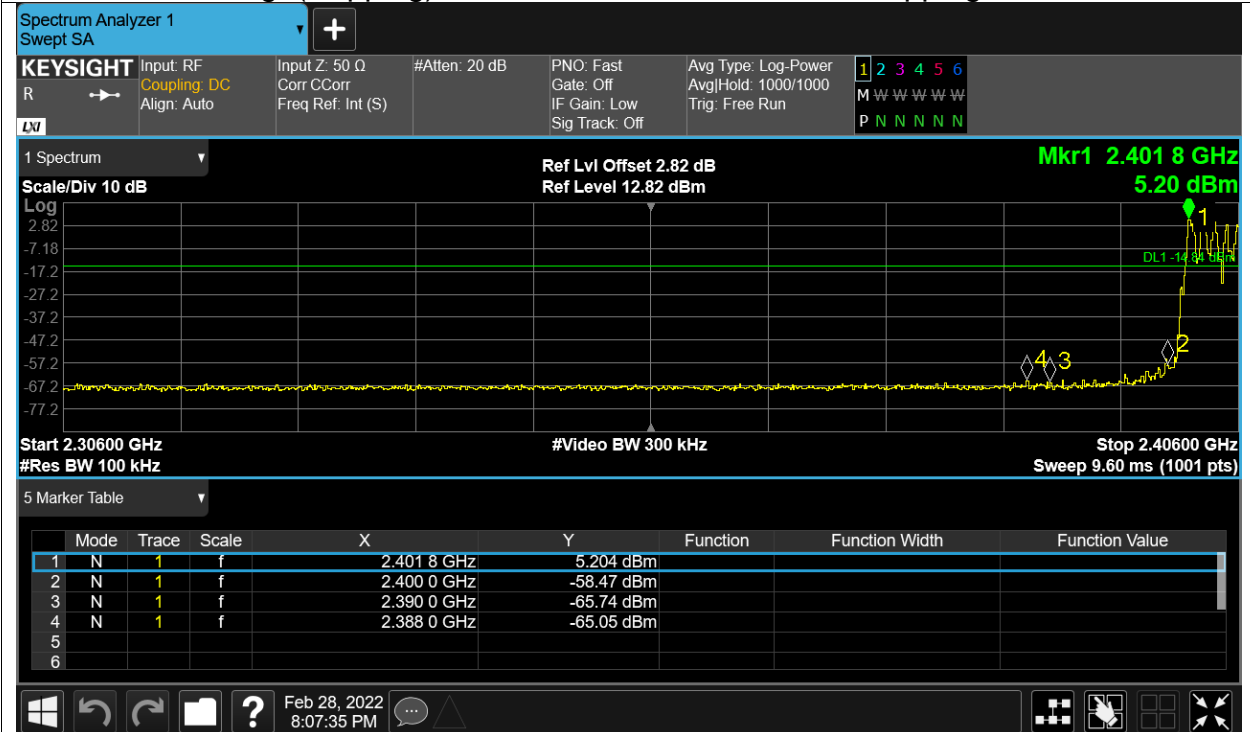 Spectrum Analyzer 1
Swept SA
+
KEYSIGHT Input: RF Input Z: 50 Ω #Atten: 20 dB PNO: Fast Avg Type: Log-Power 1 2 3 4 5 6
R Coupling: DC Corr CCorr Gate: Off Avg|Hold: 1000/1000 M W W W W W
Align: Auto Freq Ref: Int (S) IF Gain: Low Trig: Free Run
LXI Sig Track: Off P N N N N N
1 Spectrum Ref Lvl Offset 2.82 dB Mkr1 2.401 8 GHz
Scale/Div 10 dB Ref Level 12.82 dBm 5.20 dBm
Log
1
2.82
-7.18
DL1 -14.84 dBm
-17.2
-27.2
-37.2
-47.2
2
-57.2
4 3
-67.2
-77.2
Start 2.30600 GHz #Video BW 300 kHz Stop 2.40600 GHz
#Res BW 100 kHz Sweep 9.60 ms (1001 pts)
5 Marker Table
Mode Trace Scale X Y Function Function Width Function Value
1 N 1 f 2.401 8 GHz 5.204 dBm
2 N 1 f 2.400 0 GHz -58.47 dBm
3 N 1 f 2.390 0 GHz -65.74 dBm
4 N 1 f 2.388 0 GHz -65.05 dBm
5
6
? Feb 28, 2022
8:07:35 PM